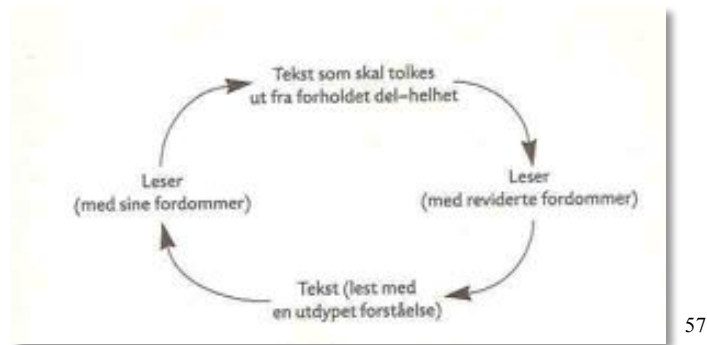 Tekst som skal tolkes
ut fra forholdet del-helhet
Leser
(med sine fordommer)
Leser
(med reviderte fordommer)
Tekst (lest med
en utdypet forståelse)
57